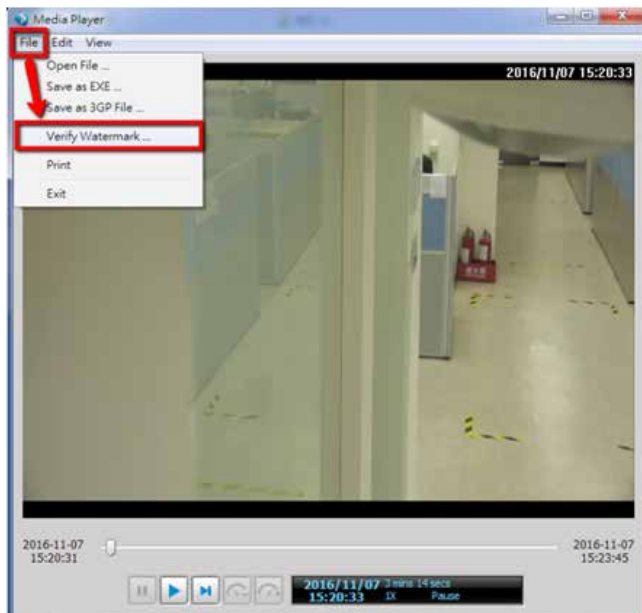 Media Player
File Edit View
Open File ...
Save as EXE ...
Save as 3GP File ...
Verify Watermark ...
Print
Exit
2016/11/07 15:20:33
2016-11-07
15:20:31
2016-11-07
15:23:45
2016/11/07 3 mins 14 secs
15:20:33 1X Pause